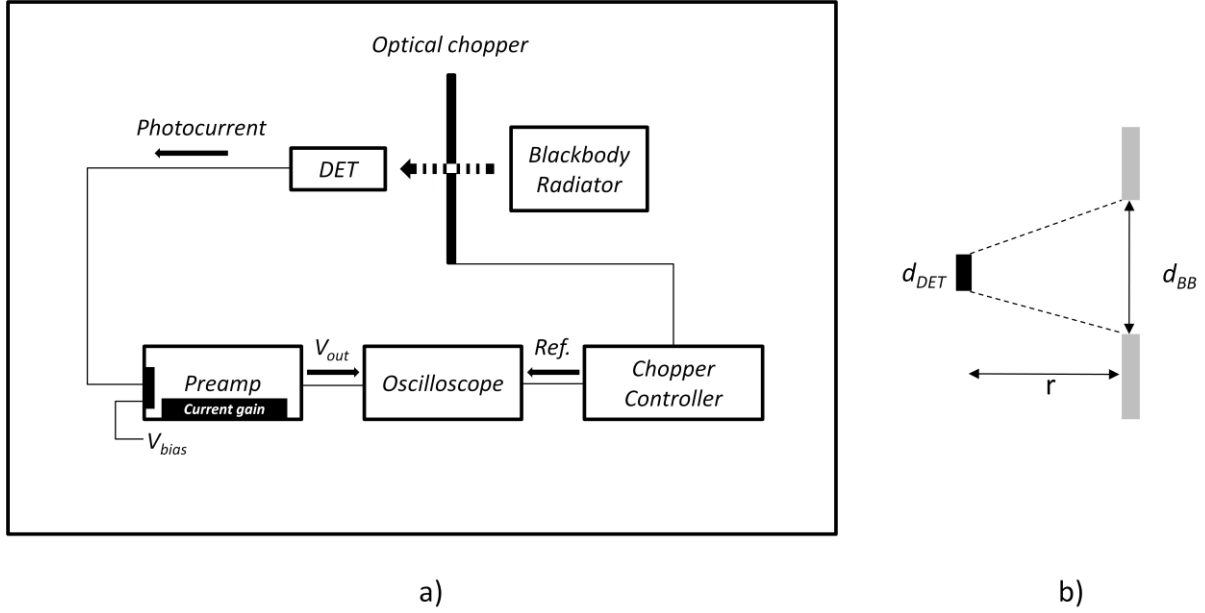 Optical chopper
Photocurrent
DET
Blackbody
Radiator
V_out
Ref.
Preamp
Current gain
Oscilloscope
Chopper
Controller
V_bias
a)
d_DET
d_BB
r
b)